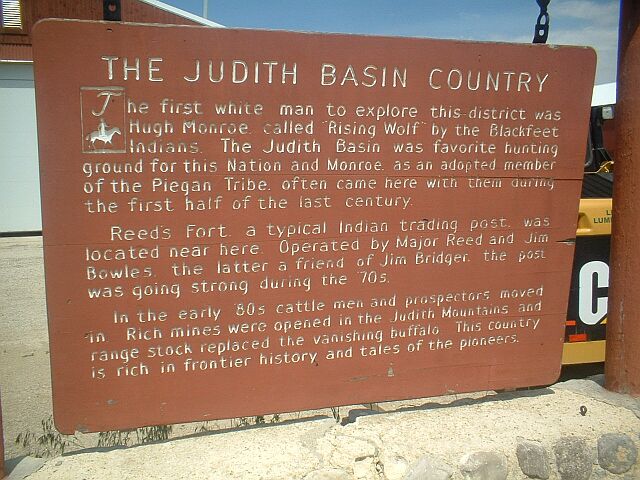 THE JUDITH BASIN COUNTRY
The first white man to explore this district was
Hugh Monroe, called "Rising Wolf" by the Blackfeet
Indians. The Judith Basin was favorite hunting
ground for this Nation and Monroe, as an adopted member
of the Piegan Tribe, often came here with them during
the first half of the last century.
Reed's Fort, a typical Indian trading post, was
located near here. Operated by Major Reed and Jim
Bowles, the latter a friend of Jim Bridger, the post
was going strong during the '70s.
In the early '80s cattle men and prospectors moved
in. Rich mines were opened in the Judith Mountains and
range stock replaced the vanishing buffalo. This country
is rich in frontier history and tales of the pioneers.
C